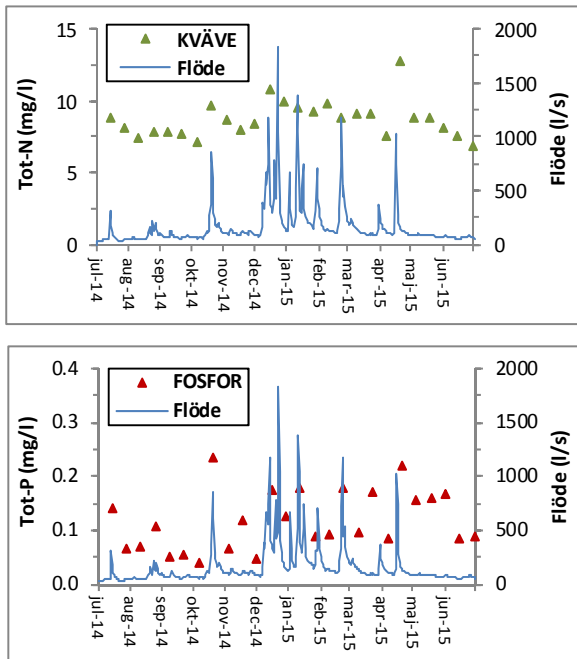 15
10
5
0
Tot-N (mg/l)
KVÄVE
Flöde
2000
1500
1000
500
0
Flöde (l/s)
jul-14
aug-14
sep-14
okt-14
nov-14
dec-14
jan-15
feb-15
mar-15
apr-15
maj-15
jun-15
0.4
0.3
0.2
0.1
0.0
Tot-P (mg/l)
FOSFOR
Flöde
2000
1500
1000
500
0
Flöde (l/s)
jul-14
aug-14
sep-14
okt-14
nov-14
dec-14
jan-15
feb-15
mar-15
apr-15
maj-15
jun-15